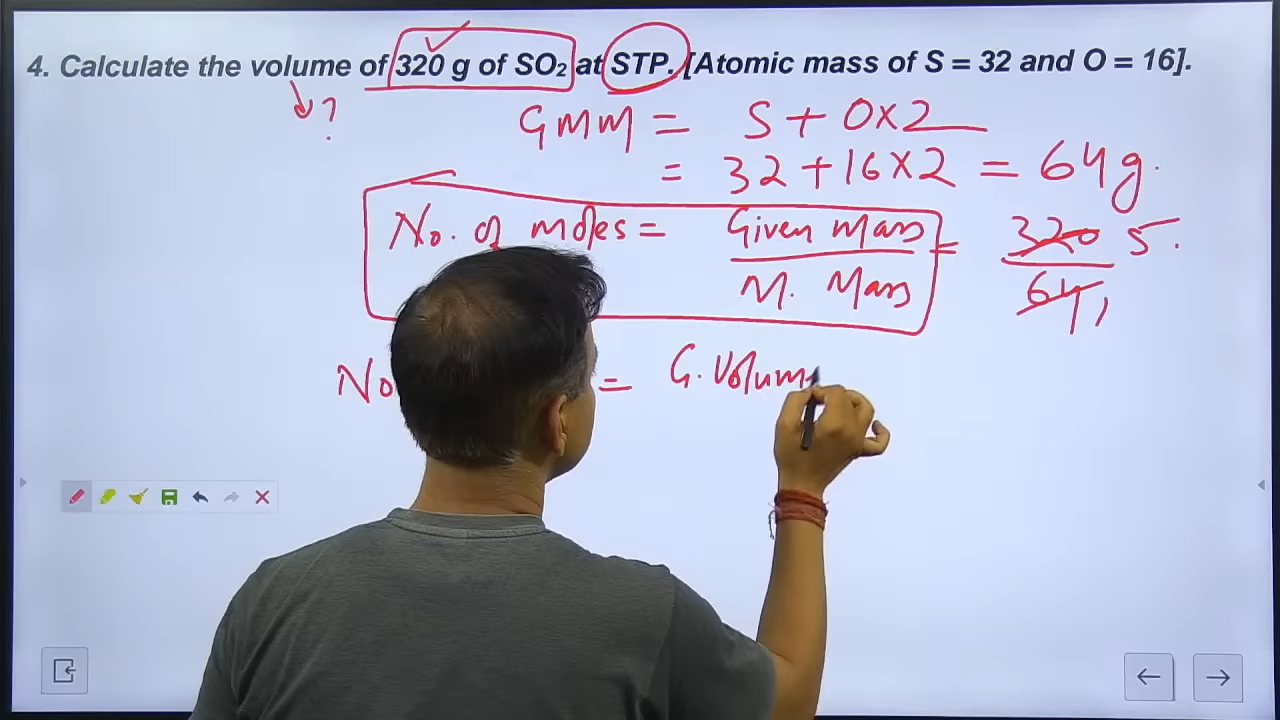 4. Calculate the volume of 320 g of SO₂ at STP. [Atomic mass of S = 32 and O = 16].
?
GMM = S + O×2
= 32 + 16×2 = 64g.
No. of moles = Given Mass / M. Mass = 320 / 64 5. 1
No = G. Volum